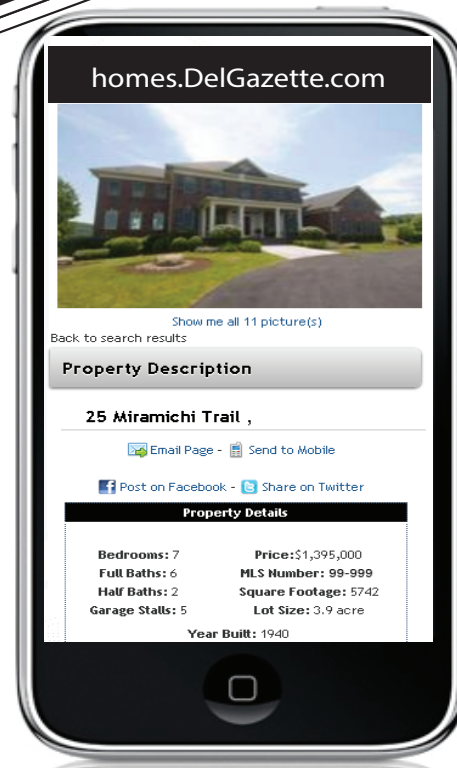 homes.DelGazette.com
Show me all 11 picture(s)
Back to search results
Property Description
25 Miramichi Trail ,
Email Page - Send to Mobile
Post on Facebook - Share on Twitter
Property Details
Bedrooms: 7 Price:$1,395,000
Full Baths: 6 MLS Number: 99-999
Half Baths: 2 Square Footage: 5742
Garage Stalls: 5 Lot Size: 3.9 acre
Year Built: 1940